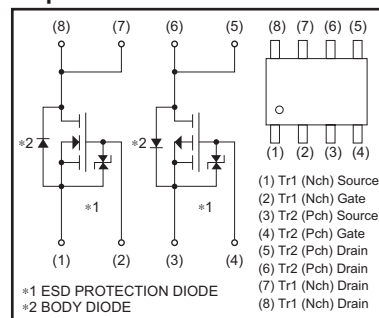 (8) (7) (6) (5)
(8) (7) (6) (5)
∗2 ∗2
∗1 ∗1
(1) (2) (3) (4)
(1) (2) (3) (4)
(1) Tr1 (Nch) Source
(2) Tr1 (Nch) Gate
(3) Tr2 (Pch) Source
(4) Tr2 (Pch) Gate
(5) Tr2 (Pch) Drain
(6) Tr2 (Pch) Drain
(7) Tr1 (Nch) Drain
(8) Tr1 (Nch) Drain
∗1 ESD PROTECTION DIODE
∗2 BODY DIODE